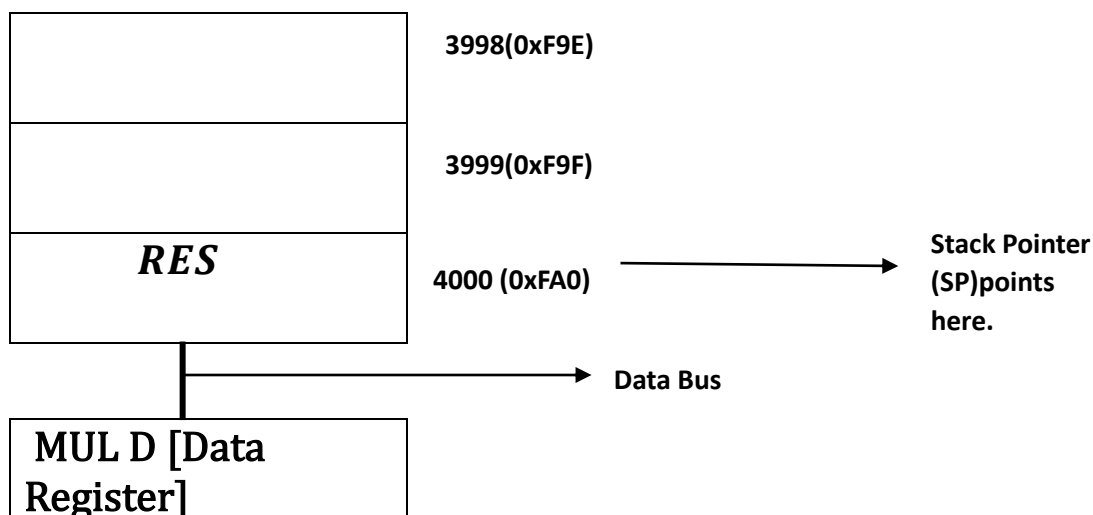 3998(0xF9E)
3999(0xF9F)
RES
4000 (0xFA0)
Stack Pointer
(SP)points
here.
Data Bus
MUL D [Data
Register]